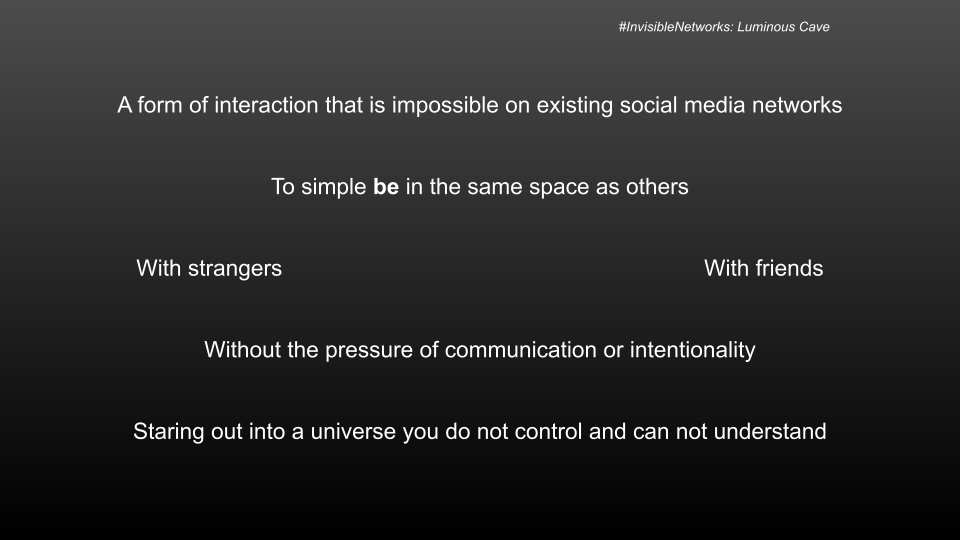 #InvisibleNetworks: Luminous Cave
A form of interaction that is impossible on existing social media networks
To simple be in the same space as others
With strangers With friends
Without the pressure of communication or intentionality
Staring out into a universe you do not control and can not understand